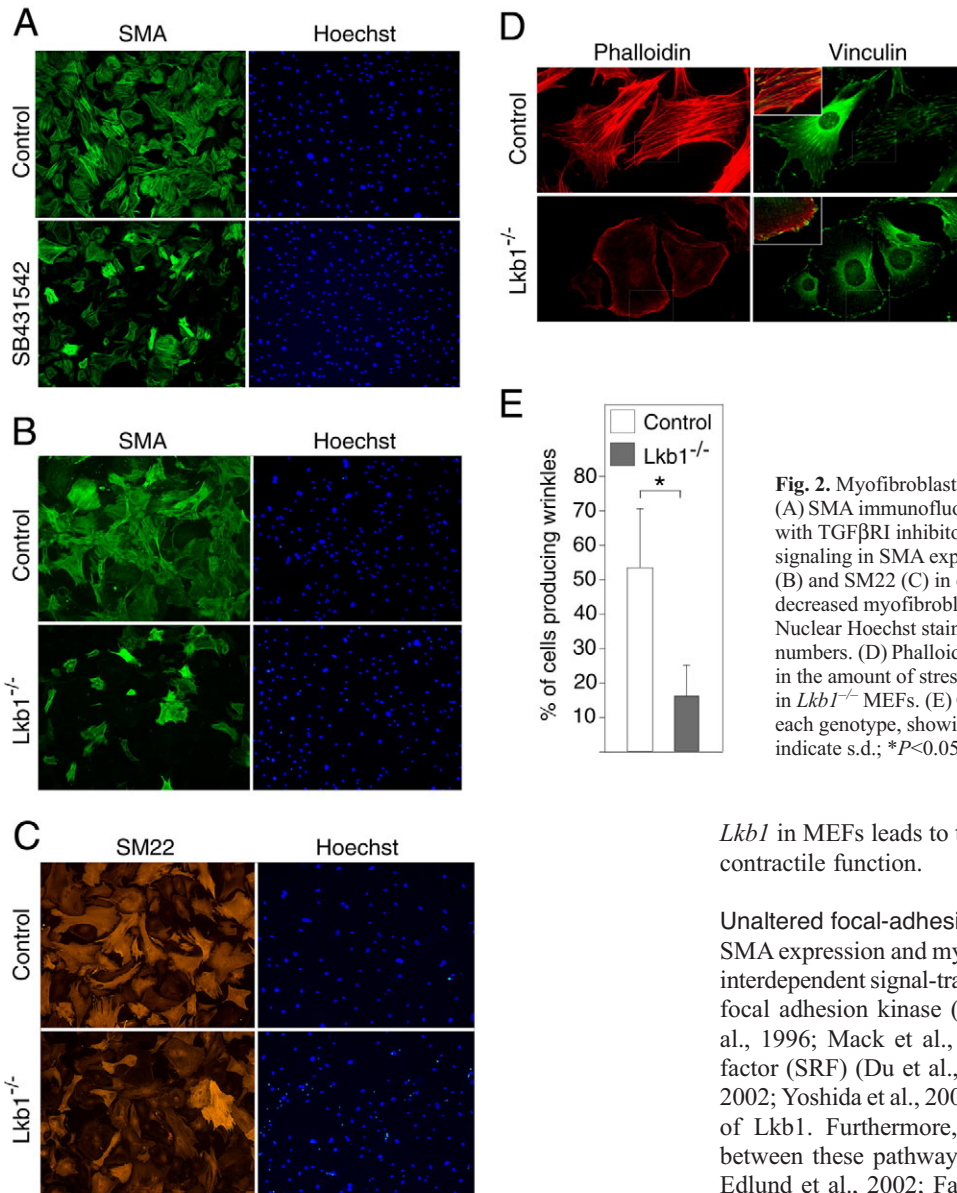 A
SMA Hoechst
Control
SB431542
B
SMA Hoechst
Control
Lkb1-/-
C
SM22 Hoechst
Control
Lkb1-/-
D
Phalloidin Vinculin
Control
Lkb1-/-
E
Control
Lkb1-/-
*
% of cells producing wrinkles
80
70
60
50
40
30
20
10
Fig. 2. Myofibroblast
(A) SMA immunofluo
with TGFβRI inhibito
signaling in SMA exp
(B) and SM22 (C) in
decreased myofibrobl
Nuclear Hoechst stain
numbers. (D) Phalloid
in the amount of stres
in Lkb1–/– MEFs. (E)
each genotype, showi
indicate s.d.; *P<0.05
Lkb1 in MEFs leads to t
contractile function.
Unaltered focal-adhesi
SMA expression and my
interdependent signal-tra
focal adhesion kinase (
al., 1996; Mack et al.,
factor (SRF) (Du et al.,
2002; Yoshida et al., 200
of Lkb1. Furthermore,
between these pathway
Edlund et al., 2002; Fa